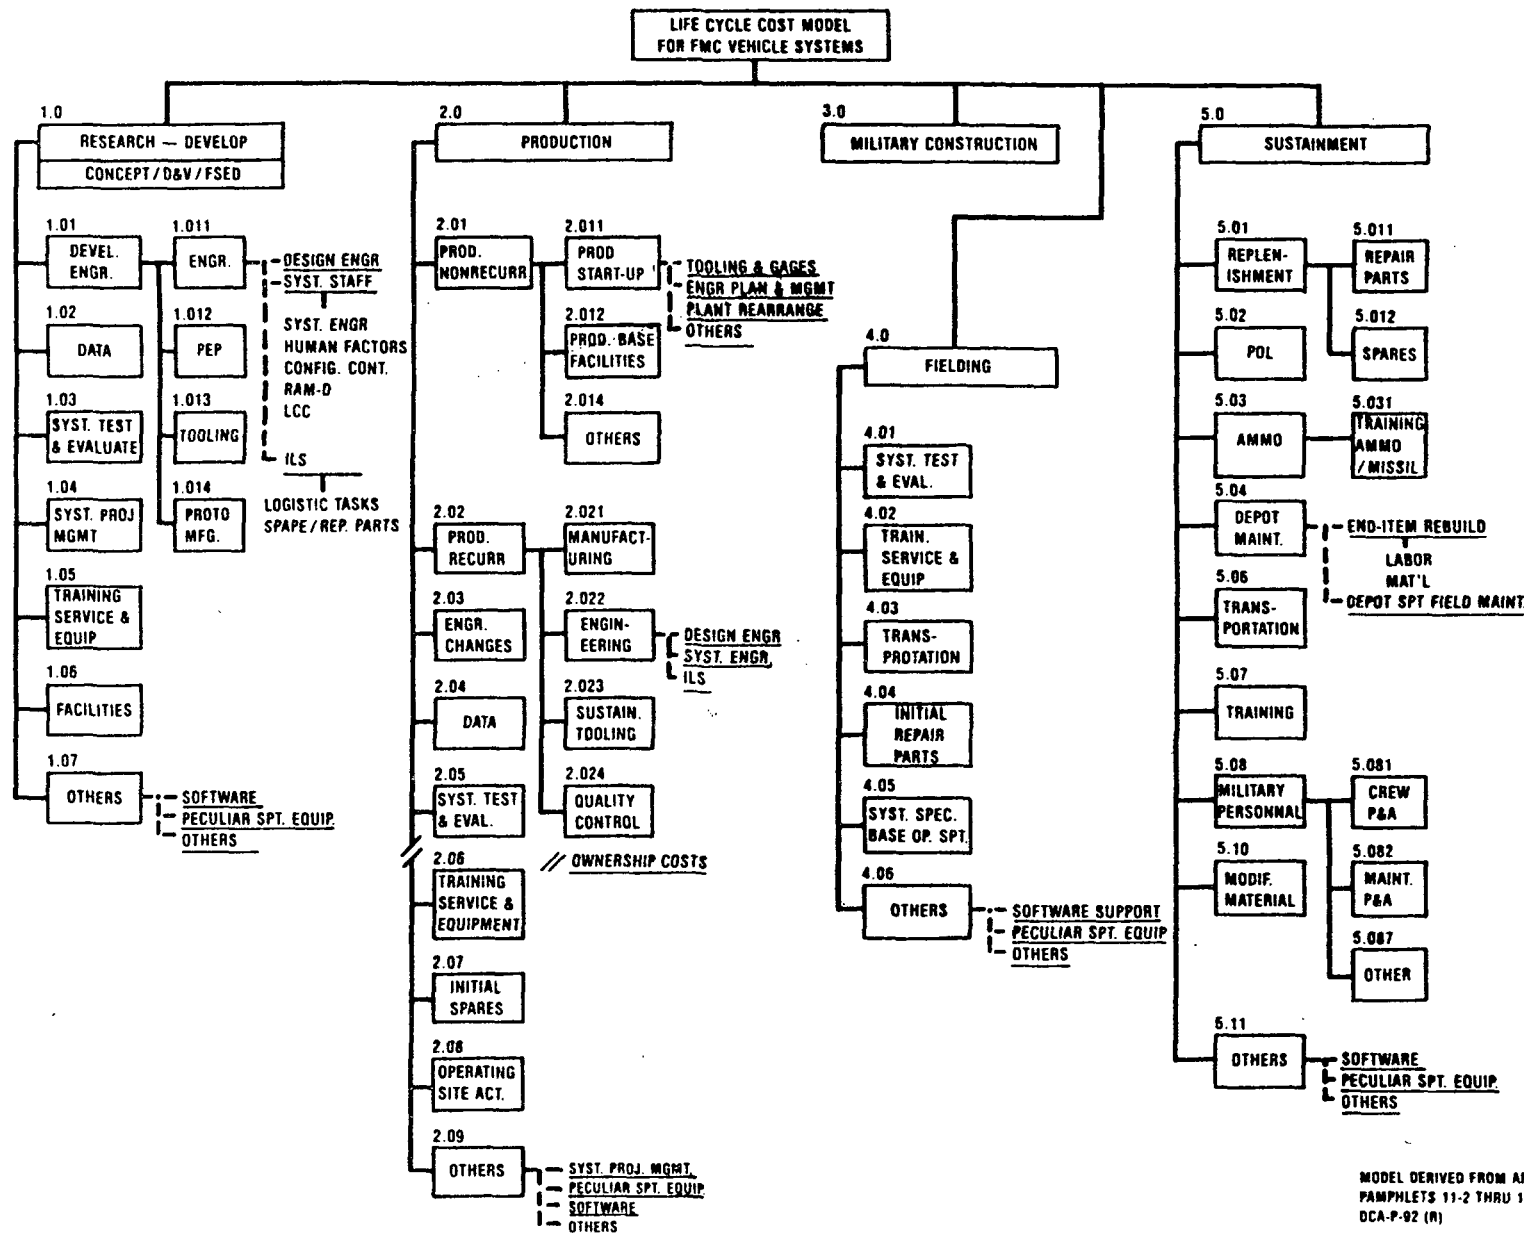 LIFE CYCLE COST MODEL
FOR FMC VEHICLE SYSTEMS
1.0
RESEARCH — DEVELOP
CONCEPT/D&V/FSED
1.01
DEVEL.
ENGR.
1.011
ENGR.
DESIGN ENGR
SYST. STAFF
SYST. ENGR
HUMAN FACTORS
CONFIG. CONT.
RAM-D
LCC
ILS
LOGISTIC TASKS
SPAPE/REP. PARTS
1.02
DATA
1.012
PEP
1.03
SYST. TEST
& EVALUATE
1.013
TOOLING
1.04
SYST. PROJ
MGMT
1.014
PROTO
MFG.
1.05
TRAINING
SERVICE &
EQUIP
1.06
FACILITIES
1.07
OTHERS
SOFTWARE
PECULIAR SPT. EQUIP.
OTHERS
2.0
PRODUCTION
2.01
PROD.
NONRECURR
2.011
PROD
START-UP
TOOLING & GAGES
ENGR PLAN & MGMT
PLANT REARRANGE
OTHERS
2.012
PROD. BASE
FACILITIES
2.014
OTHERS
2.02
PROD.
RECURR
2.021
MANUFACT-
URING
2.03
ENGR.
CHANGES
2.022
ENGIN-
EERING
DESIGN ENGR
SYST. ENGR,
ILS
2.04
DATA
2.023
SUSTAIN.
TOOLING
2.05
SYST. TEST
& EVAL.
2.024
QUALITY
CONTROL
// OWNERSHIP COSTS
2.06
TRAINING
SERVICE &
EQUIPMENT
2.07
INITIAL
SPARES
2.08
OPERATING
SITE ACT.
2.09
OTHERS
SYST. PROJ. MGMT,
PECULIAR SPT. EQUIP
SOFTWARE
OTHERS
3.0
MILITARY CONSTRUCTION
4.0
FIELDING
4.01
SYST. TEST
& EVAL.
4.02
TRAIN.
SERVICE &
EQUIP
4.03
TRANS-
PROTATION
4.04
INITIAL
REPAIR
PARTS
4.05
SYST. SPEC.
BASE OP. SPT.
4.06
OTHERS
SOFTWARE SUPPORT
PECULIAR SPT. EQUIP
OTHERS
5.0
SUSTAINMENT
5.01
REPLEN-
ISHMENT
5.011
REPAIR
PARTS
5.02
POL
5.012
SPARES
5.03
AMMO
5.031
TRAINING
AMMO
/MISSIL
5.04
DEPOT
MAINT.
END-ITEM REBUILD
LABOR
MAT'L
DEPOT SPT FIELD MAINT.
5.06
TRANS-
PORTATION
5.07
TRAINING
5.08
MILITARY
PERSONNAL
5.081
CREW
P&A
5.10
MODIF.
MATERIAL
5.082
MAINT.
P&A
5.087
OTHER
5.11
OTHERS
SOFTWARE
PECULIAR SPT. EQUIP.
OTHERS
MODEL DERIVED FROM
PAMPHLETS 11-2 THRU
DCA-P-92 (R)